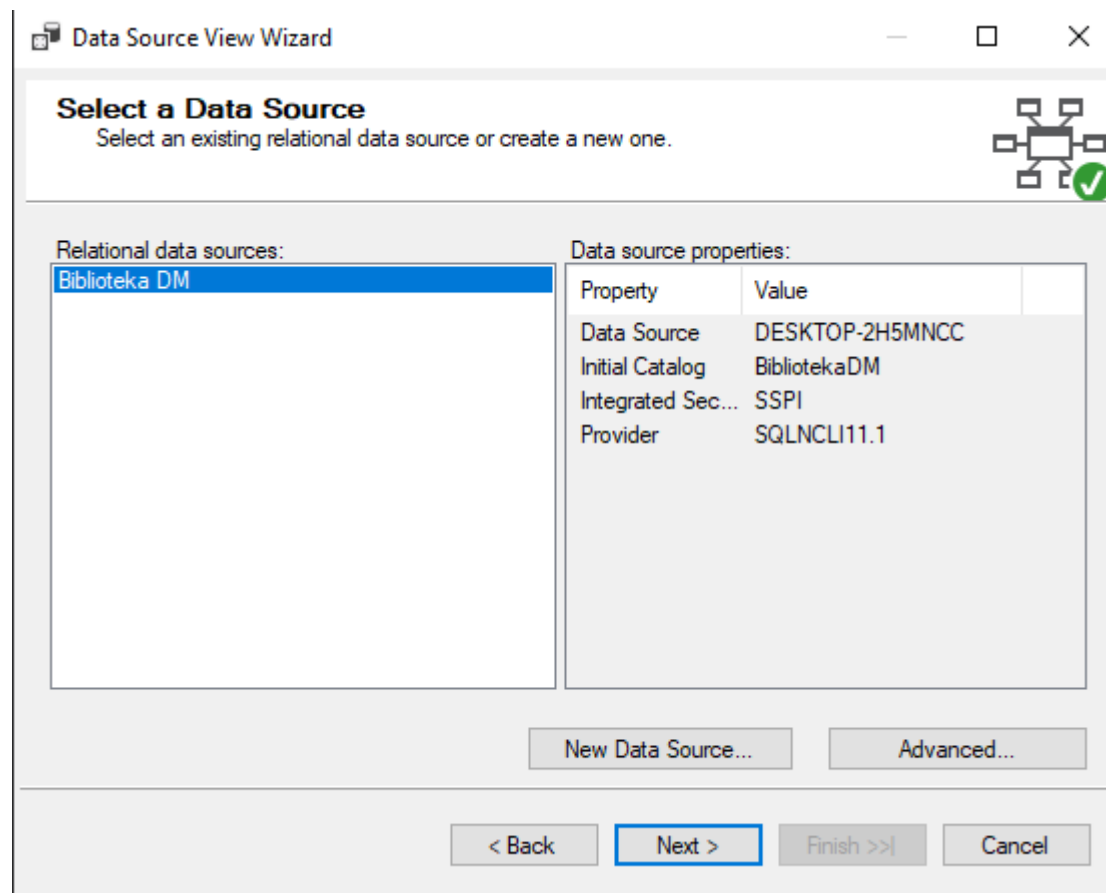 Data Source View Wizard
Select a Data Source
Select an existing relational data source or create a new one.
Relational data sources:
Biblioteka DM
Data source properties:
Property Value
Data Source DESKTOP-2H5MNCC
Initial Catalog BibliotekaDM
Integrated Sec... SSPI
Provider SQLNCLI11.1
New Data Source... Advanced...
< Back Next > Finish >>| Cancel